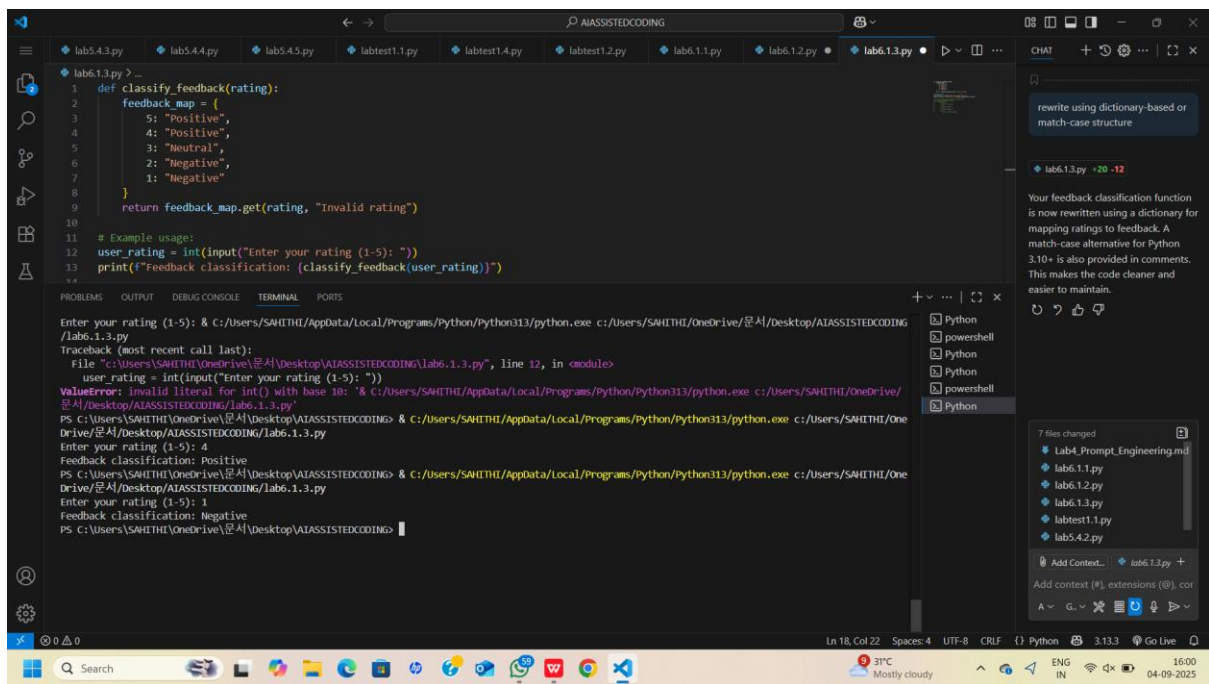 AIASSISTEDCODING
lab5.4.3.py
lab5.4.4.py
lab5.4.5.py
labtest1.1.py
labtest1.4.py
labtest1.2.py
lab6.1.1.py
lab6.1.2.py
lab6.1.3.py
lab6.1.3.py > ...
1 def classify_feedback(rating):
2 feedback_map = {
3 5: "Positive",
4 4: "Positive",
5 3: "Neutral",
6 2: "Negative",
7 1: "Negative"
8 }
9 return feedback_map.get(rating, "Invalid rating")
10
11 # Example usage:
12 user_rating = int(input("Enter your rating (1-5): "))
13 print(f"Feedback classification: {classify_feedback(user_rating)}")
14
PROBLEMS OUTPUT DEBUG CONSOLE TERMINAL PORTS
Enter your rating (1-5): & C:/Users/SAHITHI/AppData/Local/Programs/Python/Python313/python.exe c:/Users/SAHITHI/OneDrive/문서/Desktop/AIASSISTEDCODING
/lab6.1.3.py
Traceback (most recent call last):
File "c:\Users\SAHITHI\OneDrive\문서\Desktop\AIASSISTEDCODING\lab6.1.3.py", line 12, in <module>
user_rating = int(input("Enter your rating (1-5): "))
ValueError: invalid literal for int() with base 10: '& C:/Users/SAHITHI/AppData/Local/Programs/Python/Python313/python.exe c:/Users/SAHITHI/OneDrive/
문서/Desktop/AIASSISTEDCODING/lab6.1.3.py'
PS C:\Users\SAHITHI\OneDrive\문서\Desktop\AIASSISTEDCODING> & C:/Users/SAHITHI/AppData/Local/Programs/Python/Python313/python.exe c:/Users/SAHITHI/One
Drive/문서/Desktop/AIASSISTEDCODING/lab6.1.3.py
Enter your rating (1-5): 4
Feedback classification: Positive
PS C:\Users\SAHITHI\OneDrive\문서\Desktop\AIASSISTEDCODING> & C:/Users/SAHITHI/AppData/Local/Programs/Python/Python313/python.exe c:/Users/SAHITHI/One
Drive/문서/Desktop/AIASSISTEDCODING/lab6.1.3.py
Enter your rating (1-5): 1
Feedback classification: Negative
PS C:\Users\SAHITHI\OneDrive\문서\Desktop\AIASSISTEDCODING>
Python
powershell
Python
Python
powershell
Python
CHAT
rewrite using dictionary-based or
match-case structure
lab6.1.3.py +20 -12
Your feedback classification function
is now rewritten using a dictionary for
mapping ratings to feedback. A
match-case alternative for Python
3.10+ is also provided in comments.
This makes the code cleaner and
easier to maintain.
7 files changed
Lab4_Prompt_Engineering.md
lab6.1.1.py
lab6.1.2.py
lab6.1.3.py
labtest1.1.py
lab5.4.2.py
Add Context... lab6.1.3.py +
Add context (#), extensions (@), cor
A G..
0 0 Ln 18, Col 22 Spaces: 4 UTF-8 CRLF {} Python 3.13.3 Go Live
Search
59
9
31°C
Mostly cloudy
ENG
IN
16:00
04-09-2025